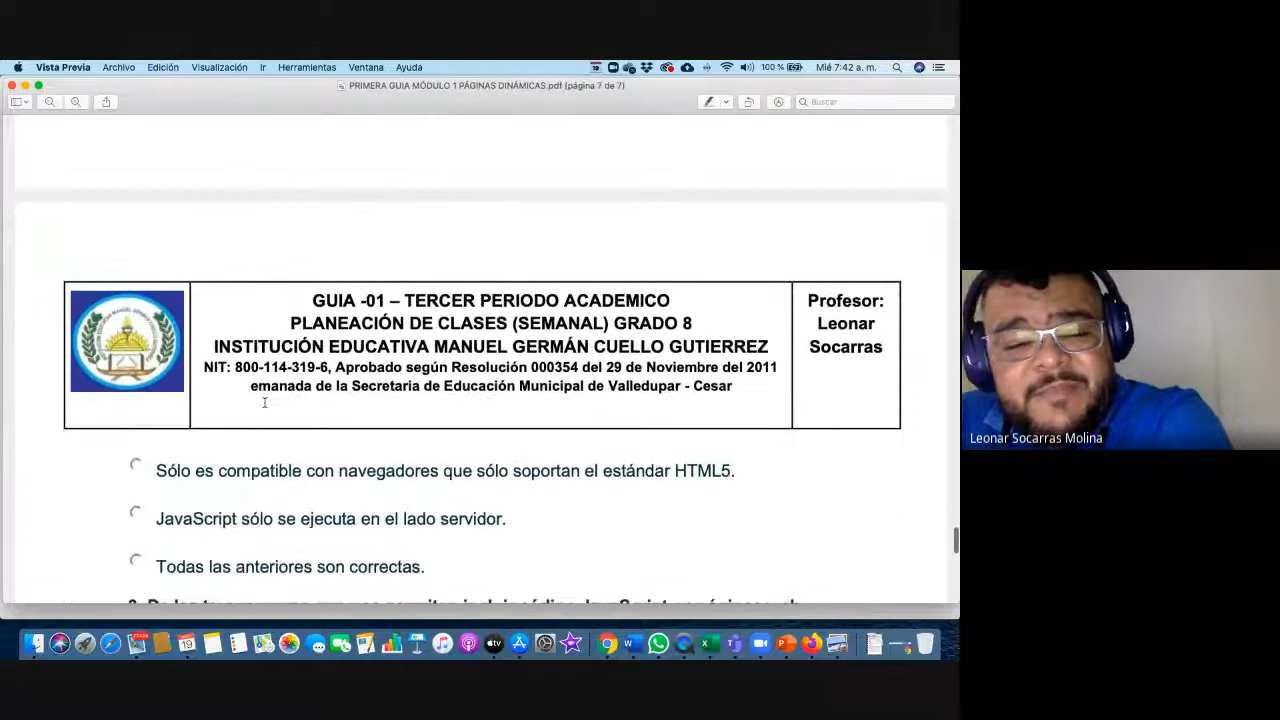 Vista Previa Archivo Edición Visualización Ir Herramientas Ventana Ayuda
100 % Mié 7:42 a. m.
PRIMERA GUIA MÓDULO 1 PÁGINAS DINÁMICAS.pdf (página 7 de 7)
Buscar
GUIA -01 – TERCER PERIODO ACADEMICO
PLANEACIÓN DE CLASES (SEMANAL) GRADO 8
INSTITUCIÓN EDUCATIVA MANUEL GERMÁN CUELLO GUTIERREZ
NIT: 800-114-319-6, Aprobado según Resolución 000354 del 29 de Noviembre del 2011
emanada de la Secretaria de Educación Municipal de Valledupar - Cesar
Profesor:
Leonar
Socarras
Sólo es compatible con navegadores que sólo soportan el estándar HTML5.
JavaScript sólo se ejecuta en el lado servidor.
Todas las anteriores son correctas.
Leonar Socarras Molina